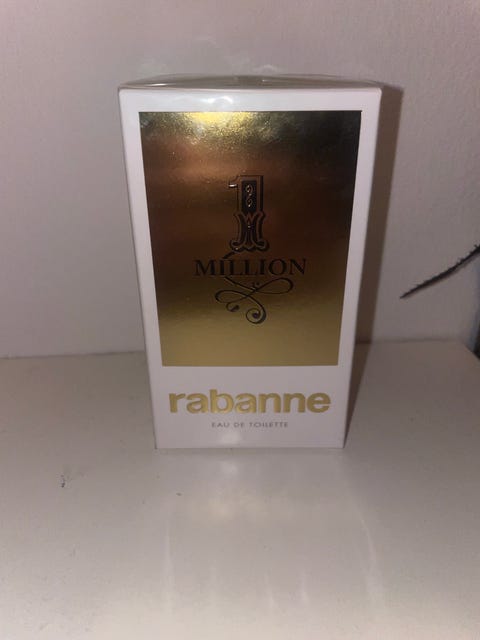 1
MILLION
rabanne
EAU DE TOILETTE